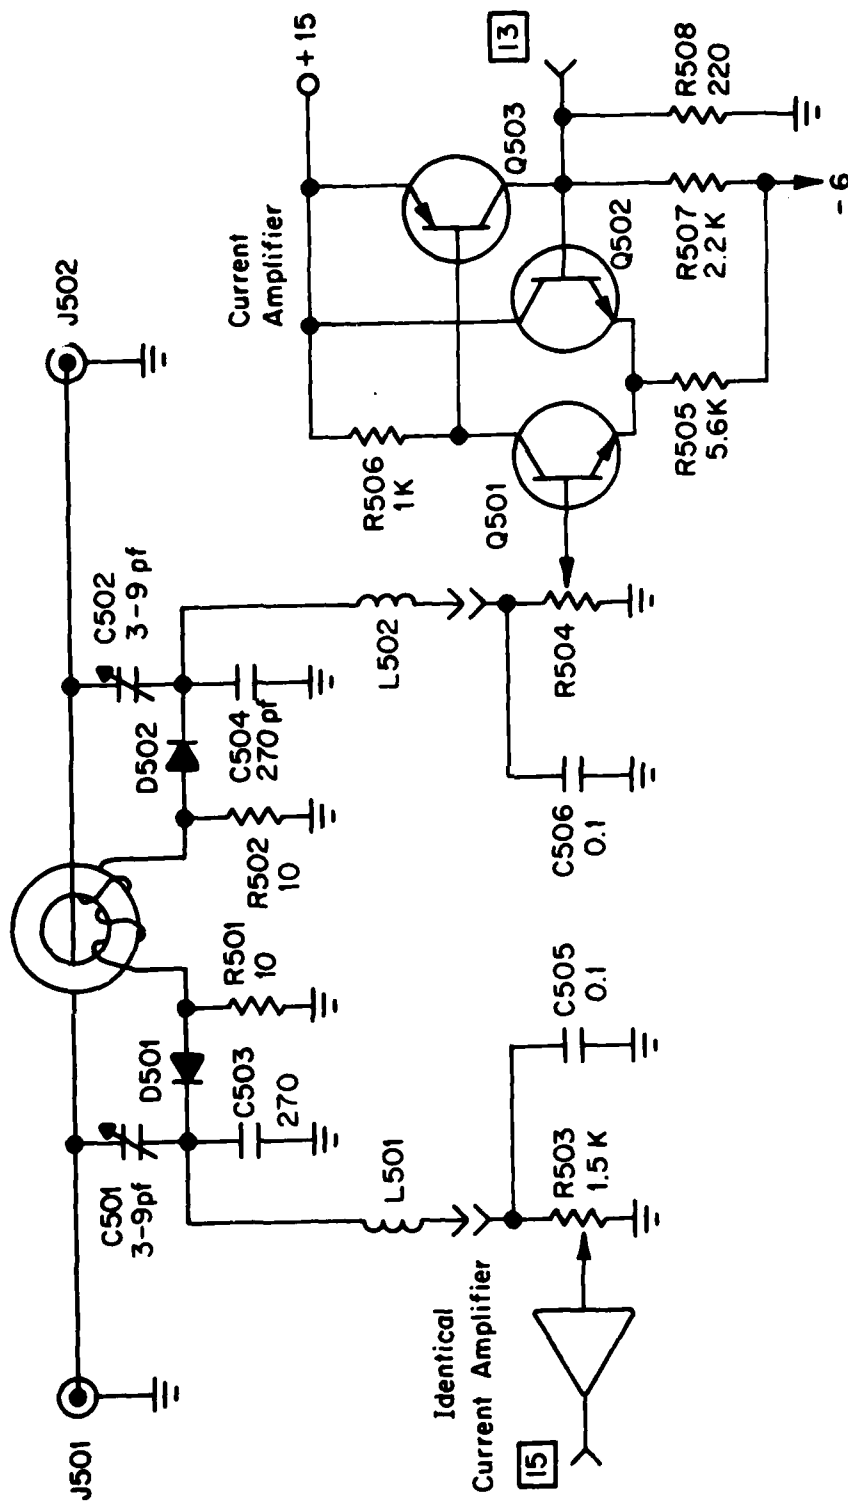 J501
J502
C501
3-9pf
D501
C503
270
R501
10
R502
10
D502
C504
270 pf
C502
3-9 pf
L501
L502
Identical
Current Amplifier
15
R503
1.5 K
C505
0.1
C506
0.1
R504
Current
Amplifier
+15
R506
1K
Q501
Q502
Q503
13
R505
5.6K
R507
2.2K
R508
220
-6